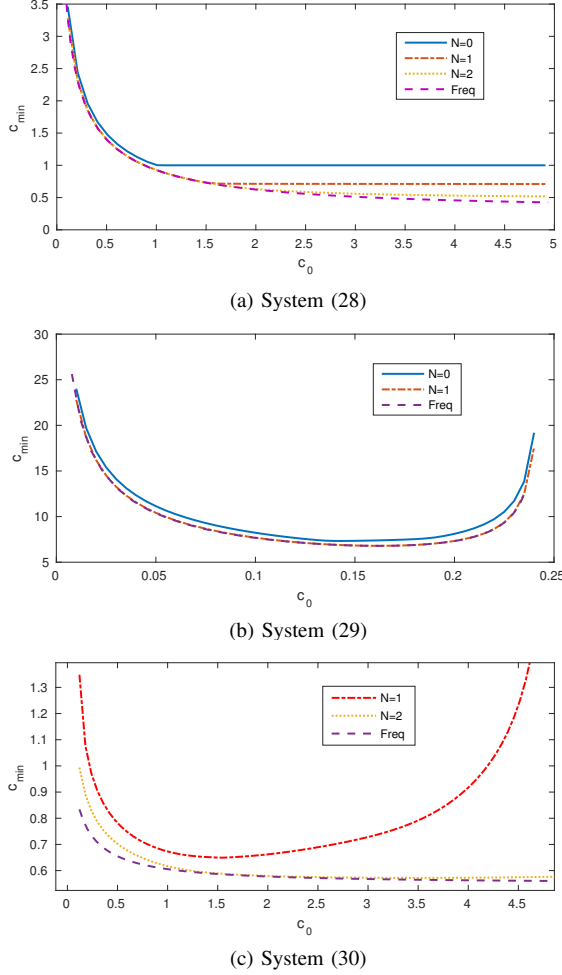 3.5
3
2.5
2
1.5
1
0.5
0
c_min
N=0
N=1
N=2
Freq
0 0.5 1 1.5 2 2.5 3 3.5 4 4.5 5
c_0
(a) System (28)
30
25
20
15
10
5
c_min
N=0
N=1
Freq
0 0.05 0.1 0.15 0.2 0.25
c_0
(b) System (29)
1.3
1.2
1.1
1
0.9
0.8
0.7
0.6
c_min
N=1
N=2
Freq
0 0.5 1 1.5 2 2.5 3 3.5 4 4.5
c_0
(c) System (30)